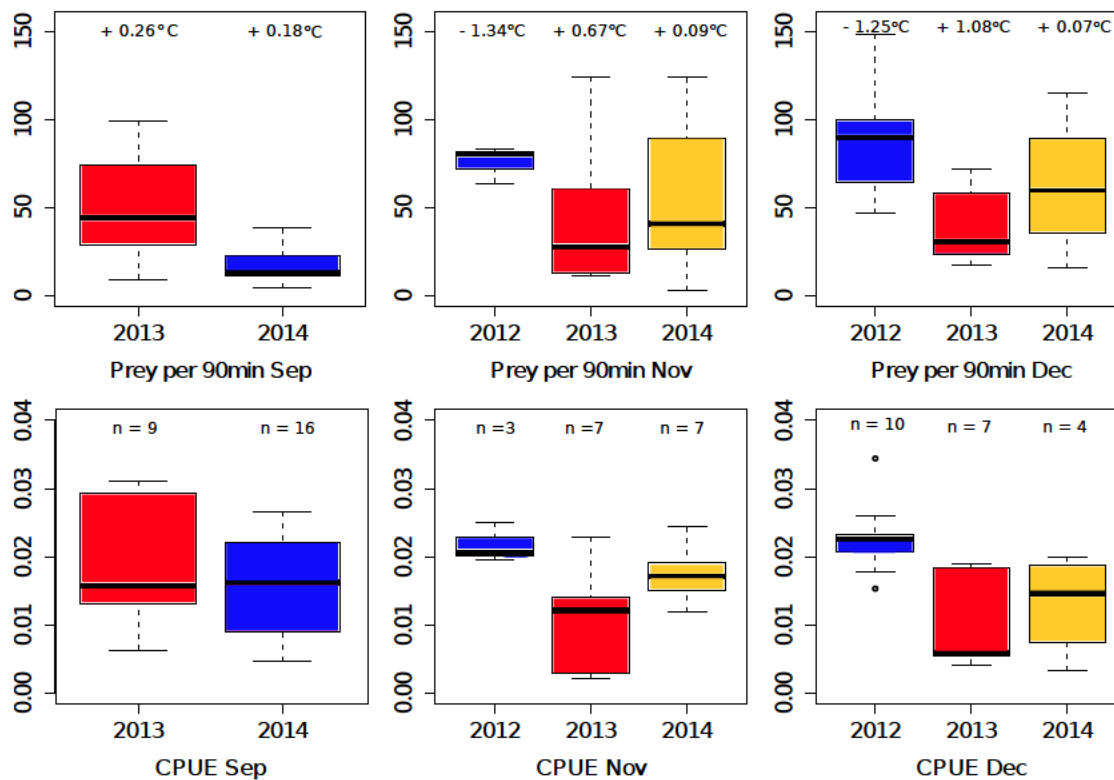 150
100
50
0
+ 0.26°C
+ 0.18°C
2013
2014
Prey per 90min Sep
150
100
50
0
- 1.34°C
+ 0.67°C
+ 0.09°C
2012
2013
2014
Prey per 90min Nov
150
100
50
0
- 1.25°C
+ 1.08°C
+ 0.07°C
2012
2013
2014
Prey per 90min Dec
0.04
0.03
0.02
0.01
0.00
n = 9
n = 16
2013
2014
CPUE Sep
0.04
0.03
0.02
0.01
0.00
n =3
n =7
n = 7
2012
2013
2014
CPUE Nov
0.04
0.03
0.02
0.01
0.00
n = 10
n = 7
n = 4
2012
2013
2014
CPUE Dec